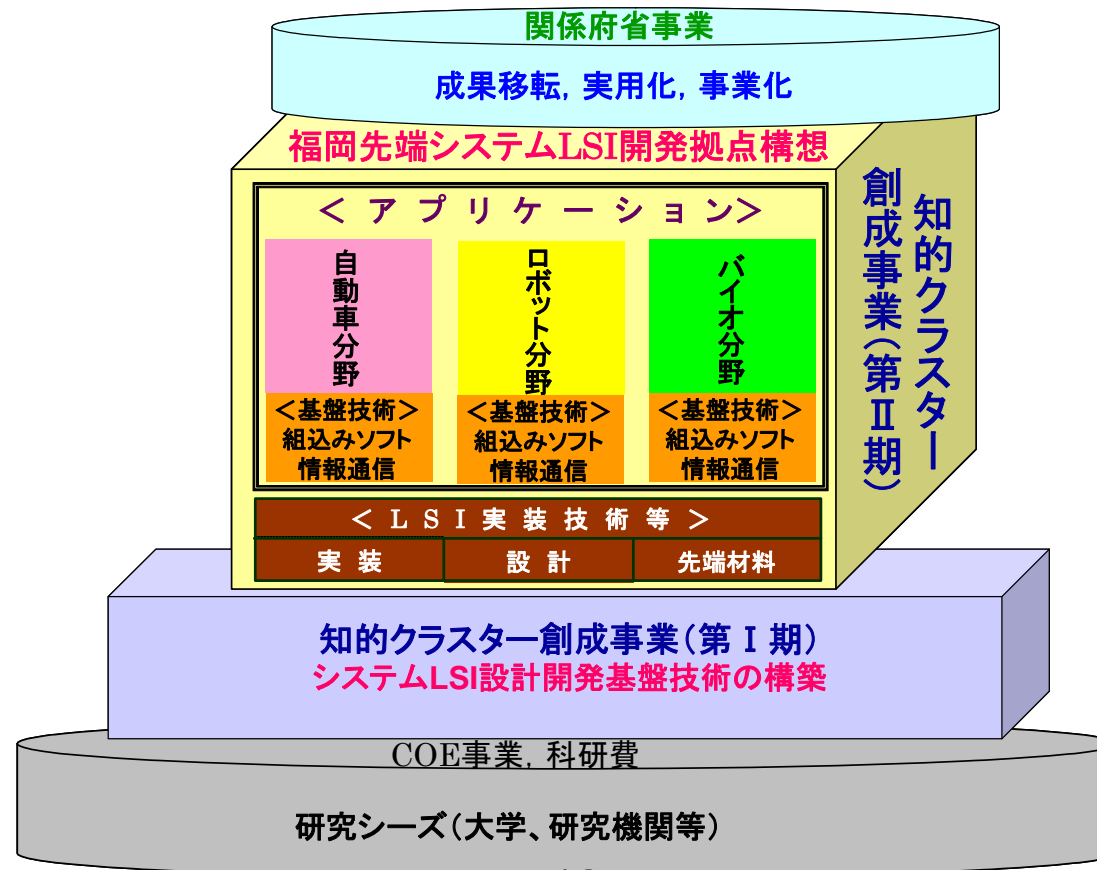 関係府省事業
成果移転, 実用化, 事業化
福岡先端システムLSI開発拠点構想
知的クラスター
創成事業(第Ⅱ期)
＜ ア プ リ ケ ー シ ョ ン＞
自動車分野
ロボット分野
バイオ分野
＜基盤技術＞
組込みソフト
情報通信
＜基盤技術＞
組込みソフト
情報通信
＜基盤技術＞
組込みソフト
情報通信
＜ L S I 実 装 技 術 等 ＞
実 装
設 計
先端材料
知的クラスター創成事業(第Ⅰ期)
システムLSI設計開発基盤技術の構築
COE事業, 科研費
研究シーズ(大学、研究機関等)